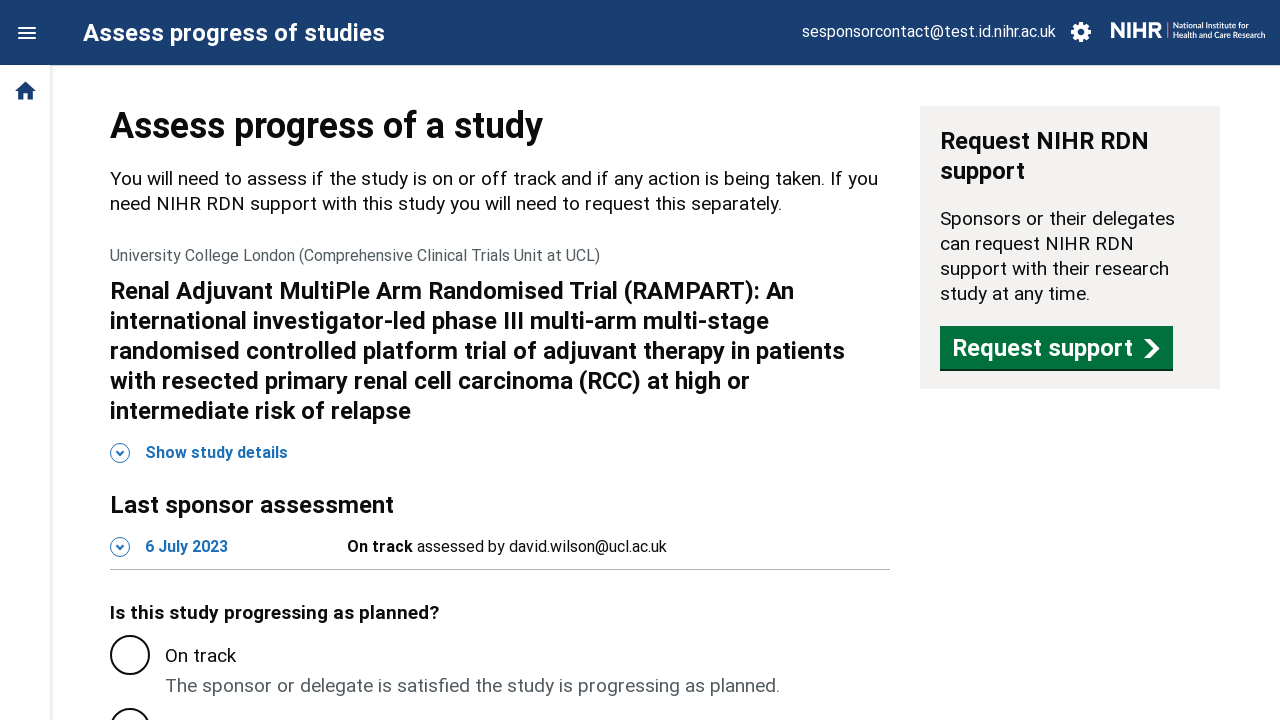 Assess progress of studies
sesponsorcontact@test.id.nihr.ac.uk
NIHR | National Institute for
Health and Care Research
Assess progress of a study
You will need to assess if the study is on or off track and if any action is being taken. If you
need NIHR RDN support with this study you will need to request this separately.
University College London (Comprehensive Clinical Trials Unit at UCL)
Renal Adjuvant MultiPle Arm Randomised Trial (RAMPART): An
international investigator-led phase III multi-arm multi-stage
randomised controlled platform trial of adjuvant therapy in patients
with resected primary renal cell carcinoma (RCC) at high or
intermediate risk of relapse
Show study details
Last sponsor assessment
6 July 2023 On track assessed by david.wilson@ucl.ac.uk
Is this study progressing as planned?
On track
The sponsor or delegate is satisfied the study is progressing as planned.
Request NIHR RDN
support
Sponsors or their delegates
can request NIHR RDN
support with their research
study at any time.
Request support